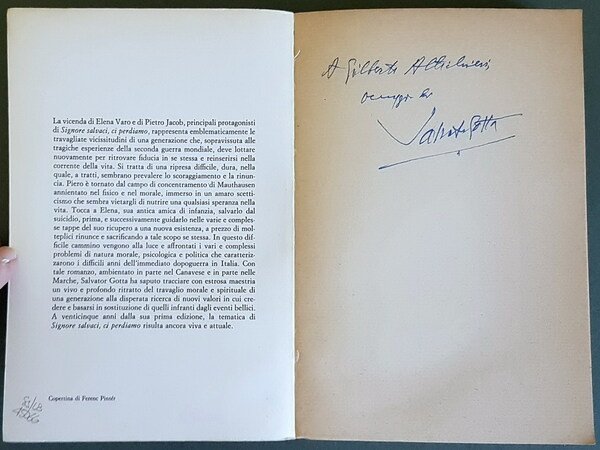 La vicenda di Elena Varo e di Pietro Jacob, principali protagonisti
di Signore salvaci, ci perdiamo, rappresenta emblematicamente le
travagliate vicissitudini di una generazione che, sopravissuta alle
tragiche esperienze della seconda guerra mondiale, deve lottare
nuovamente per ritrovare fiducia in se stessa e reinserirsi nella
corrente della vita. Si tratta di una ripresa difficile, dura, nella
quale, a tratti, sembrano prevalere lo scoraggiamento e la rinun-
cia. Piero è tornato dal campo di concentramento di Mauthausen
annientato nel fisico e nel morale, immerso in un amaro scetti-
cismo che sembra vietargli di nutrire una qualsiasi speranza nella
vita. Tocca a Elena, sua antica amica di infanzia, salvarlo dal
suicidio, prima, e successivamente guidarlo nelle varie e comples-
se tappe del suo ricupero a una nuova esistenza, a prezzo di mol-
teplici rinunce e sacrificando a tale scopo se stessa. In questo dif-
ficile cammino vengono alla luce e affrontati i vari e complessi
problemi di natura morale, psicologica e politica che caratteriz-
zarono i difficili anni dell'immediato dopoguerra in Italia. Con
tale romanzo, ambientato in parte nel Canavese e in parte nelle
Marche, Salvator Gotta ha saputo tracciare con estrosa maestria
un vivo e profondo ritratto del travaglio morale e spirituale di
una generazione alla disperata ricerca di nuovi valori in cui cre-
dere e basarsi in sostituzione di quelli infranti dagli eventi bellici.
A venticinque anni dalla sua prima edizione, la tematica di
Signore salvaci, ci perdiamo risulta ancora viva e attuale.
Copertina di Ferenc Pintér
A Gilberto
Salvator Gotta